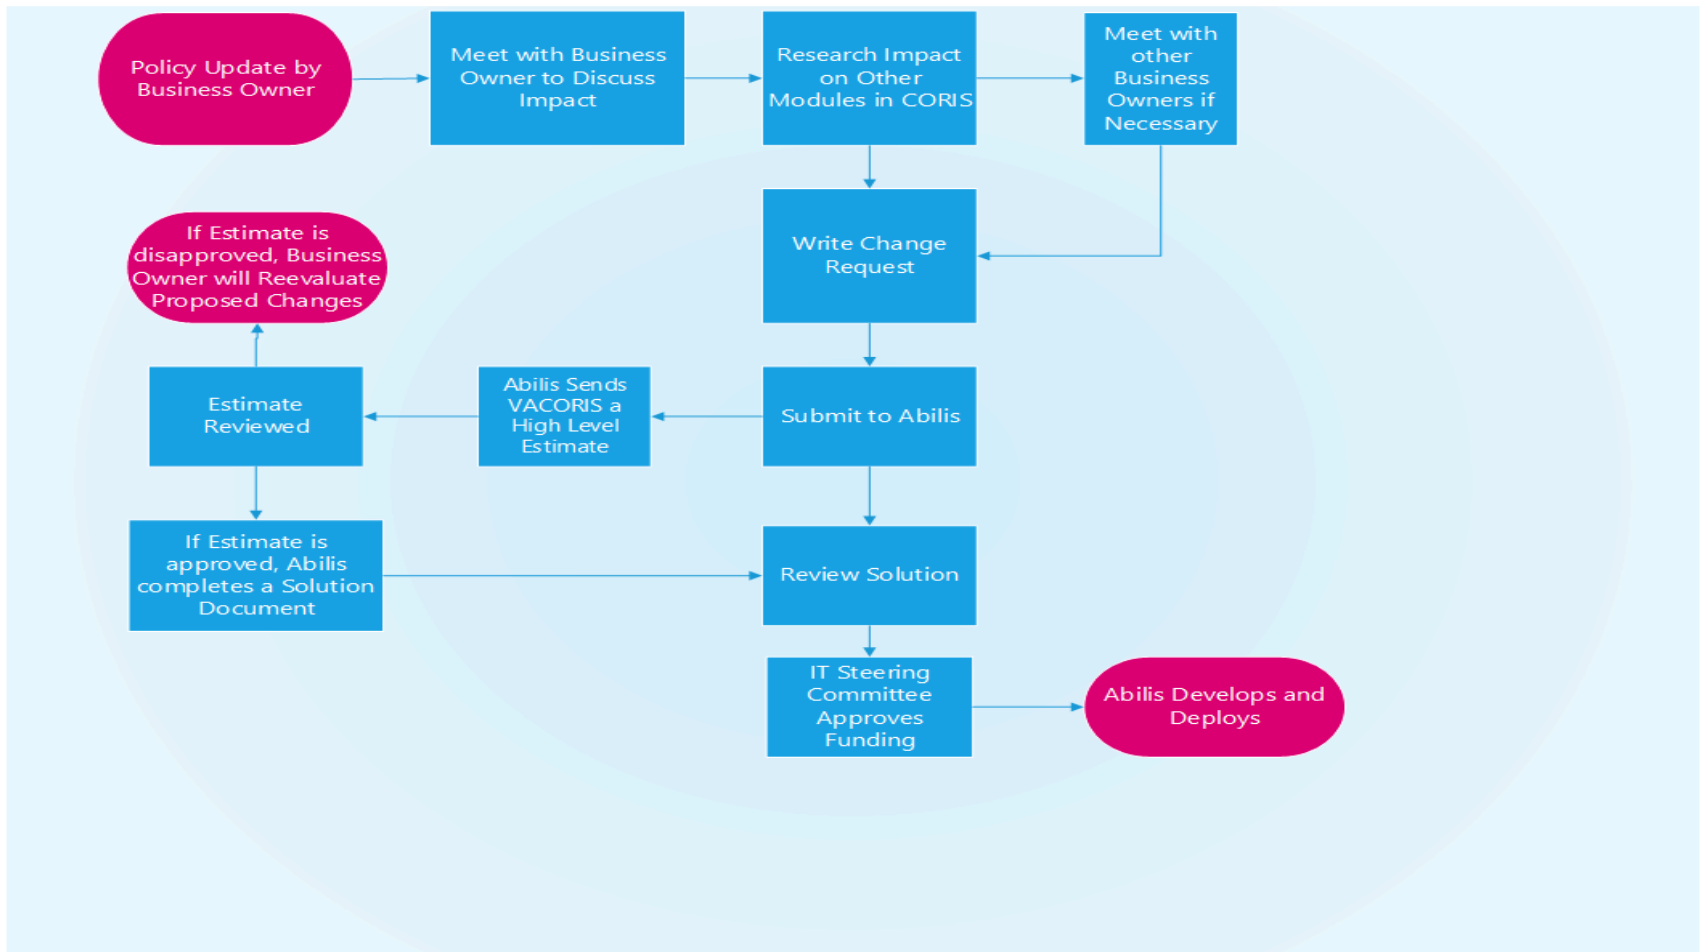 Policy Update by
Business Owner
Meet with Business
Owner to Discuss
Impact
Research Impact
on Other
Modules in CORIS
Meet with
other
Business
Owners if
Necessary
Write Change
Request
If Estimate is
disapproved, Business
Owner will Reevaluate
Proposed Changes
Estimate
Reviewed
Abilis Sends
VACORIS a
High Level
Estimate
Submit to Abilis
If Estimate is
approved, Abilis
completes a Solution
Document
Review Solution
IT Steering
Committee
Approves
Funding
Abilis Develops and
Deploys